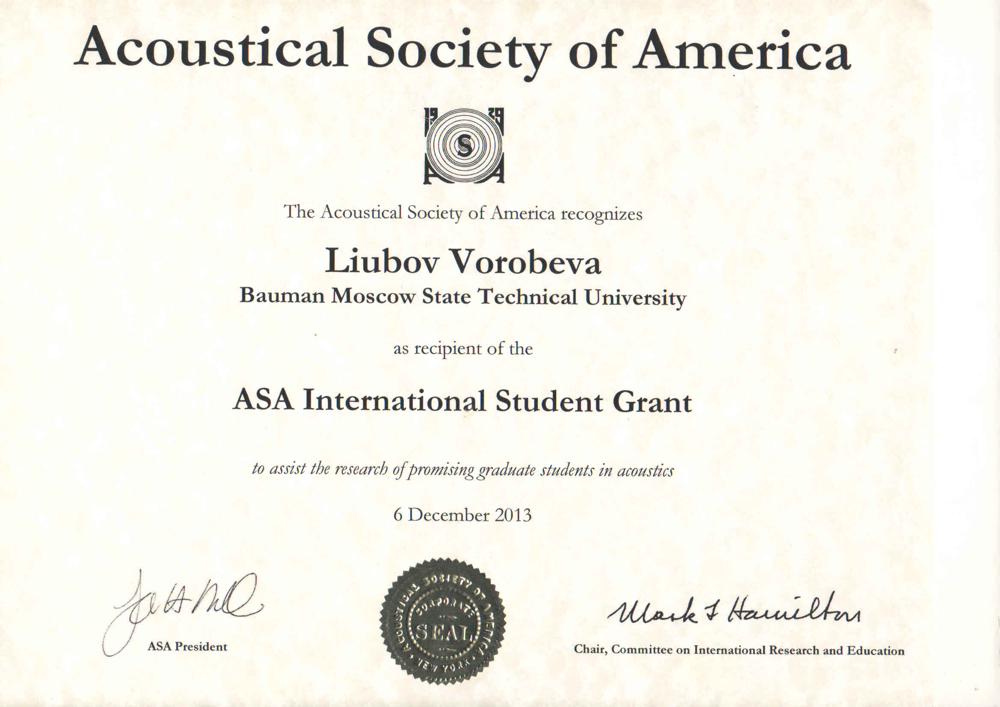 Acoustical Society of America
19 29
S
A A
The Acoustical Society of America recognizes
Liubov Vorobeva
Bauman Moscow State Technical University
as recipient of the
ASA International Student Grant
to assist the research of promising graduate students in acoustics
6 December 2013
ACOUSTICAL SOCIETY OF AMERICA
CORPORATE
SEAL
NEW YORK
Mark F Hamilton
ASA President
Chair, Committee on International Research and Education